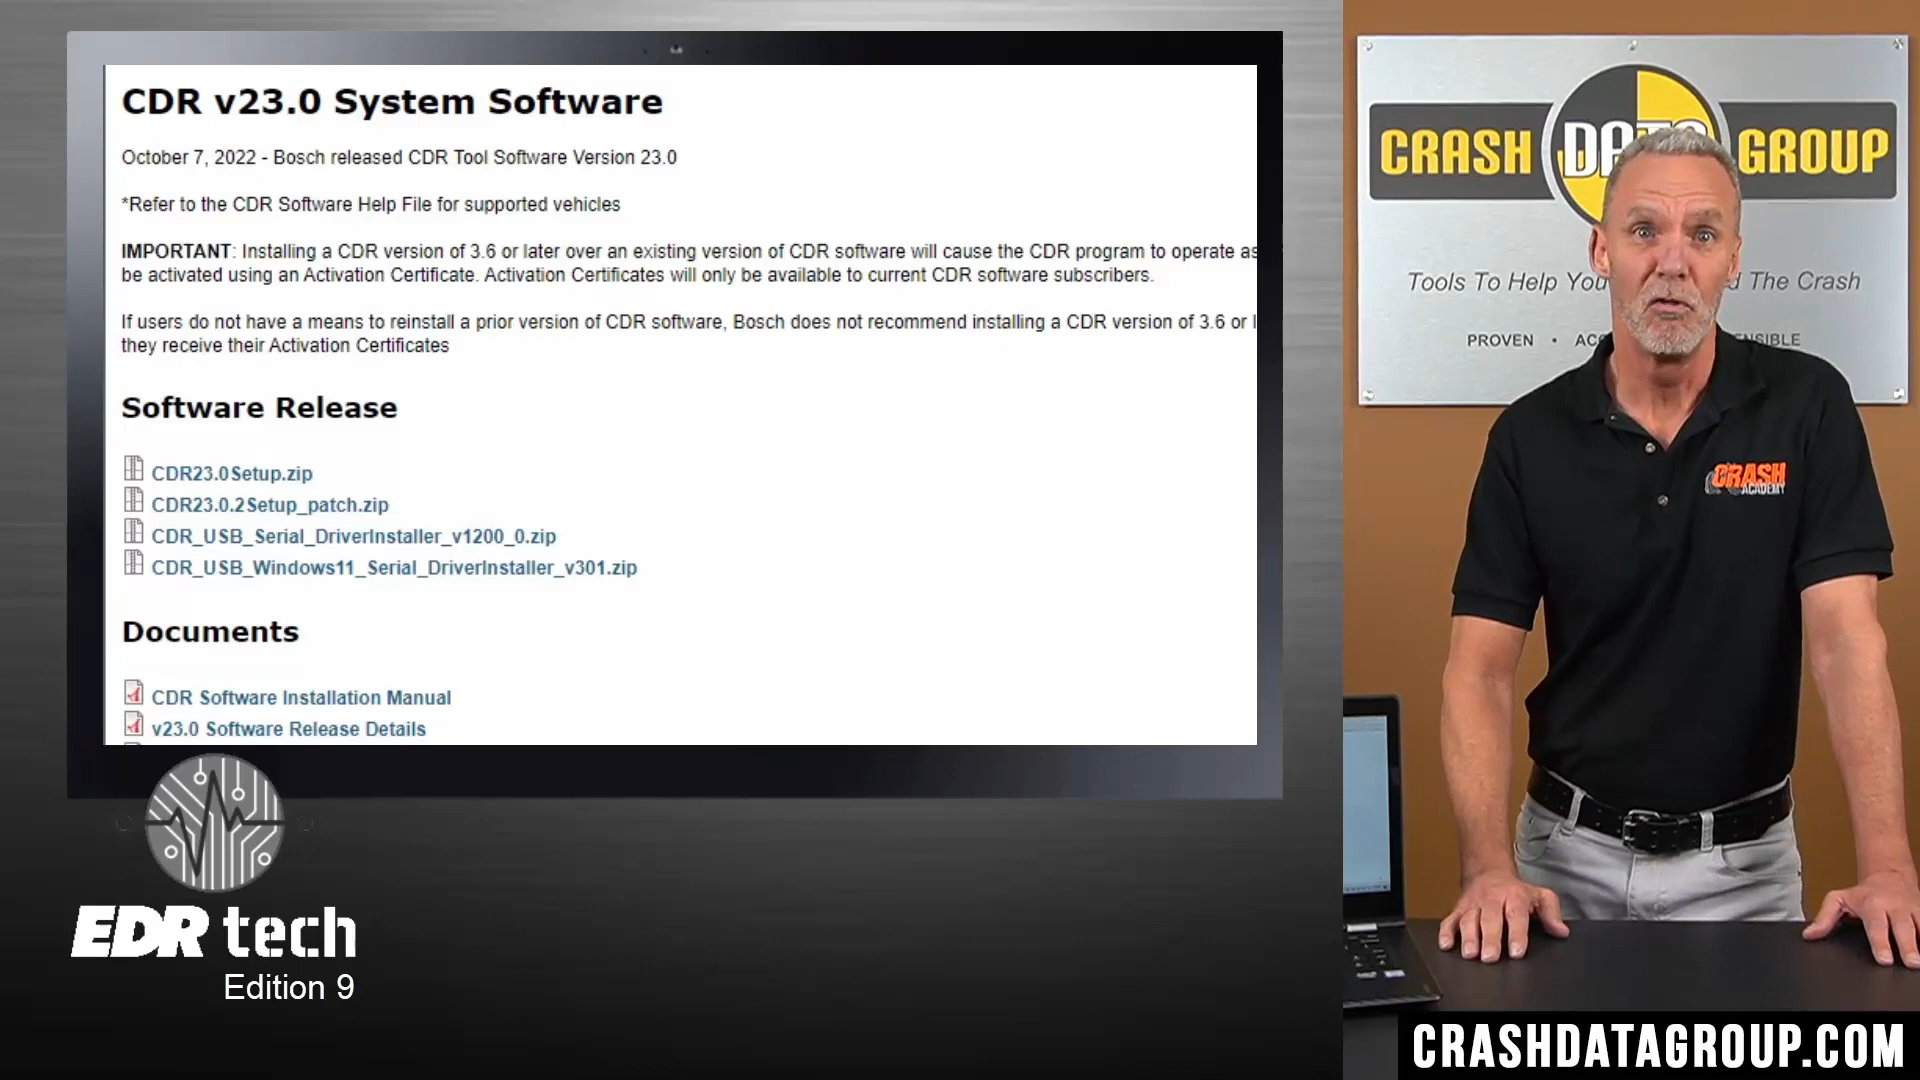 CDR v23.0 System Software
October 7, 2022 - Bosch released CDR Tool Software Version 23.0
*Refer to the CDR Software Help File for supported vehicles
IMPORTANT: Installing a CDR version of 3.6 or later over an existing version of CDR software will cause the CDR program to operate as
be activated using an Activation Certificate. Activation Certificates will only be available to current CDR software subscribers.
If users do not have a means to reinstall a prior version of CDR software, Bosch does not recommend installing a CDR version of 3.6 or
they receive their Activation Certificates
Software Release
CDR23.0Setup.zip
CDR23.0.2Setup_patch.zip
CDR_USB_Serial_DriverInstaller_v1200_0.zip
CDR_USB_Windows11_Serial_DriverInstaller_v301.zip
Documents
CDR Software Installation Manual
v23.0 Software Release Details
EDR tech
Edition 9
CRASH DATA GROUP
Tools To Help You The Crash
PROVEN •
CRASH
ACADEMY
CRASHDATAGROUP.COM